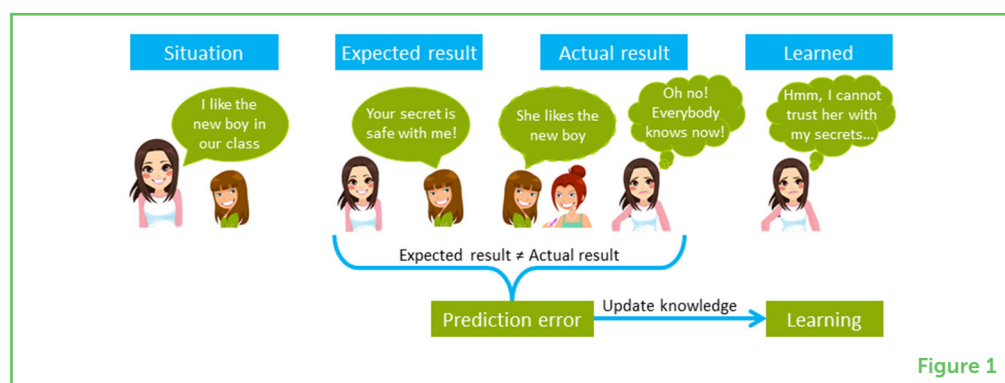 Situation
Expected result
Actual result
Learned
I like the
new boy in
our class
Your secret is
safe with me!
She likes the
new boy
Oh no!
Everybody
knows now!
Hmm, I cannot
trust her with
my secrets...
Expected result ≠ Actual result
Prediction error
Update knowledge
Learning
Figure 1